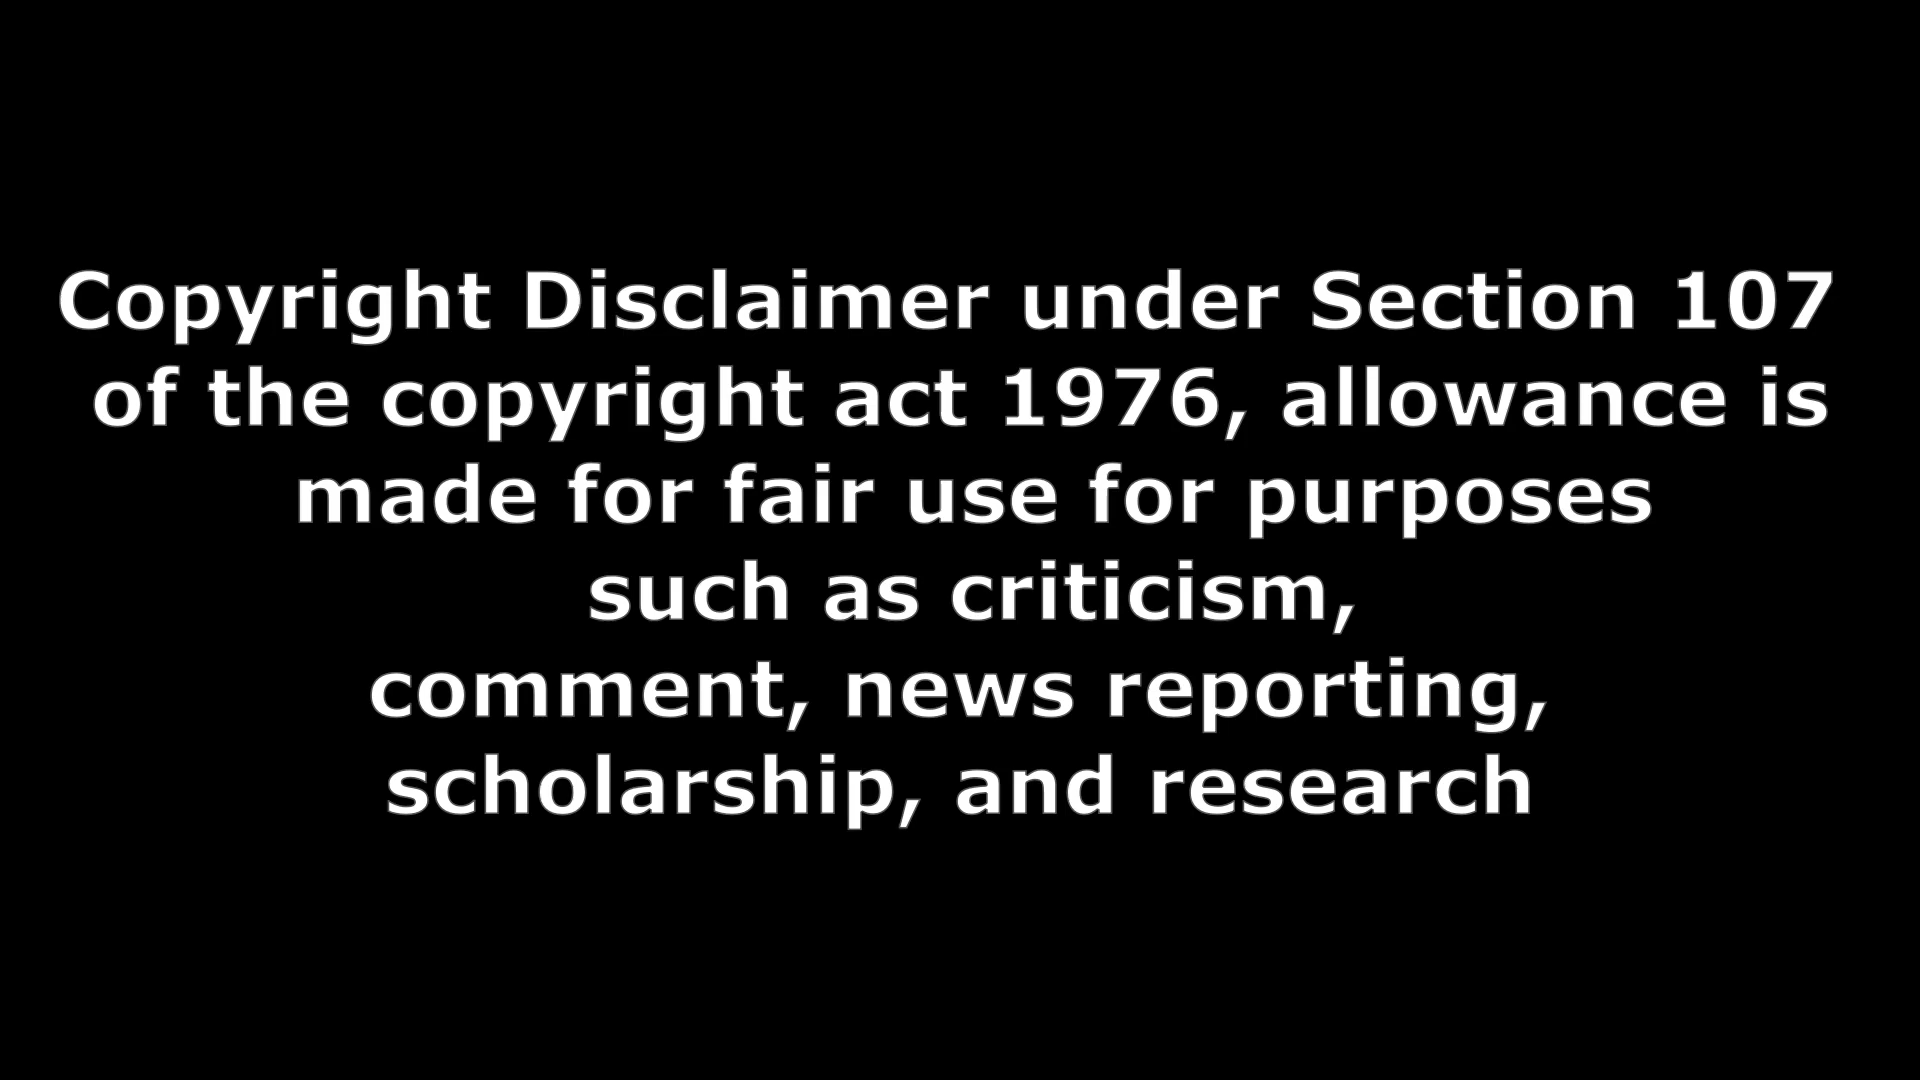 Copyright Disclaimer under Section 107
of the copyright act 1976, allowance is
made for fair use for purposes
such as criticism,
comment, news reporting,
scholarship, and research